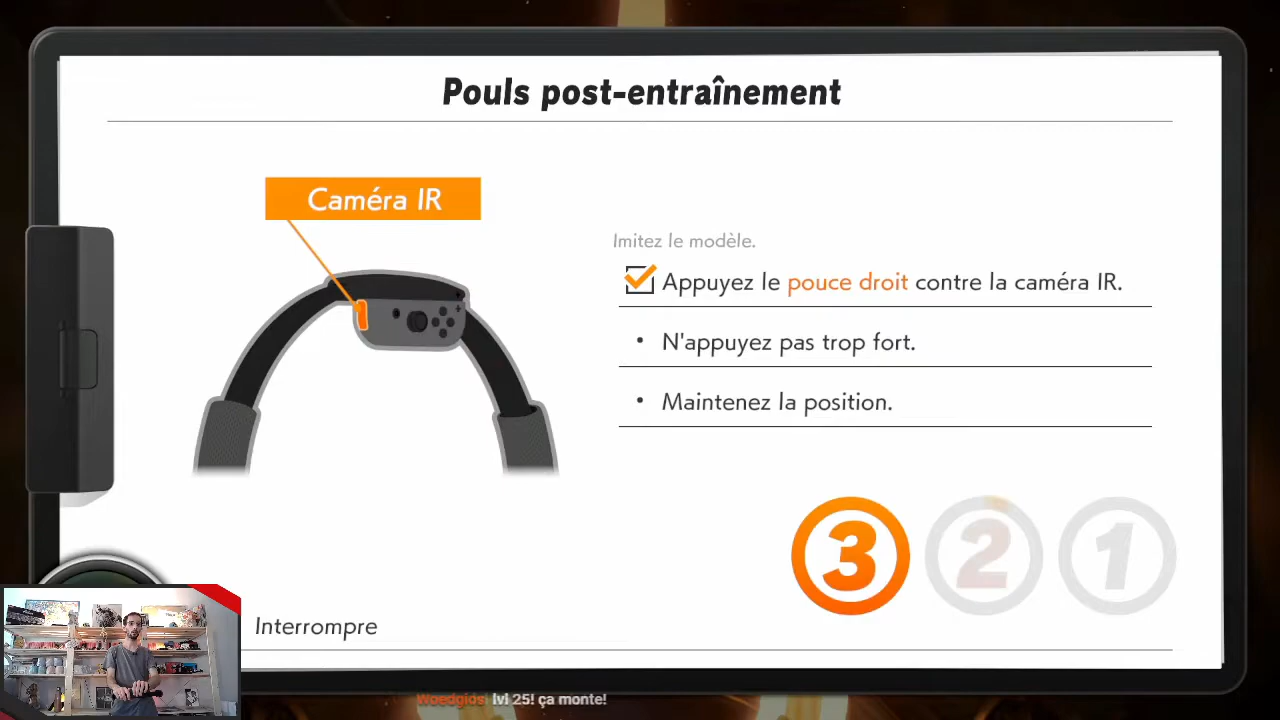 Pouls post-entraînement
Caméra IR
Imitez le modèle.
Appuyez le pouce droit contre la caméra IR.
• N'appuyez pas trop fort.
• Maintenez la position.
3 2 1
Interrompre
Woedgids: lvl 25! ça monte!